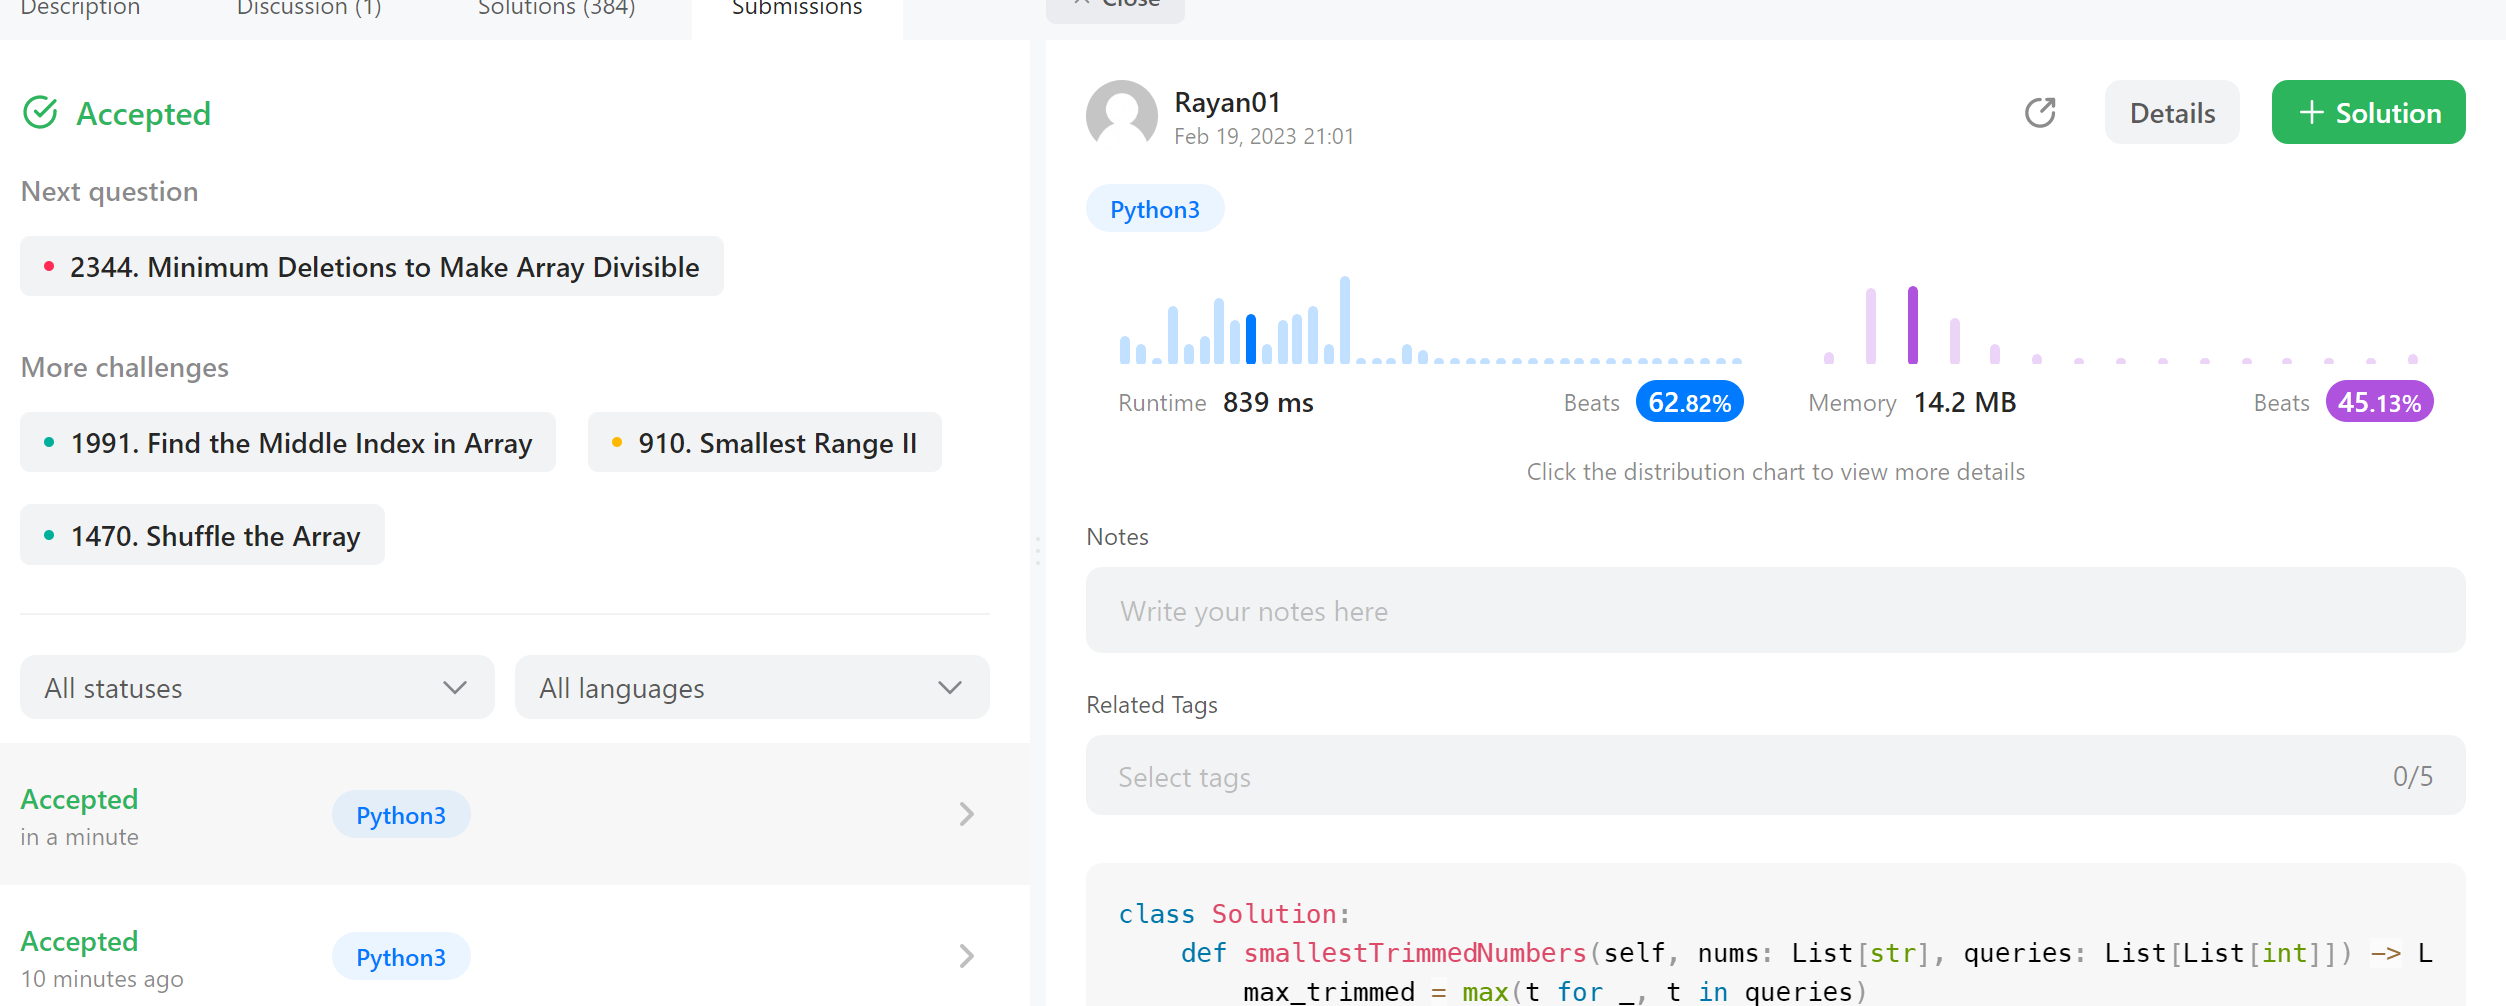 Description Discussion (1) Solutions (384) Submissions
Close
Accepted
Next question
2344. Minimum Deletions to Make Array Divisible
More challenges
1991. Find the Middle Index in Array
910. Smallest Range II
1470. Shuffle the Array
All statuses
All languages
Accepted
in a minute
Python3
Accepted
10 minutes ago
Python3
Rayan01
Feb 19, 2023 21:01
Details
+ Solution
Python3
Runtime 839 ms
Beats 62.82%
Memory 14.2 MB
Beats 45.13%
Click the distribution chart to view more details
Notes
Write your notes here
Related Tags
Select tags
0/5
class Solution:
    def smallestTrimmedNumbers(self, nums: List[str], queries: List[List[int]]) -> L
        max_trimmed = max(t for _, t in queries)